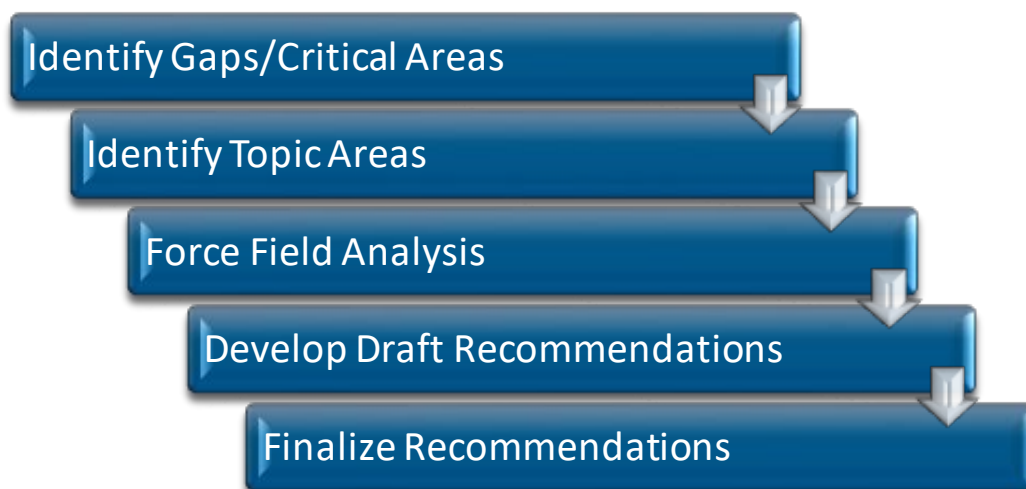 Identify Gaps/Critical Areas
Identify Topic Areas
Force Field Analysis
Develop Draft Recommendations
Finalize Recommendations